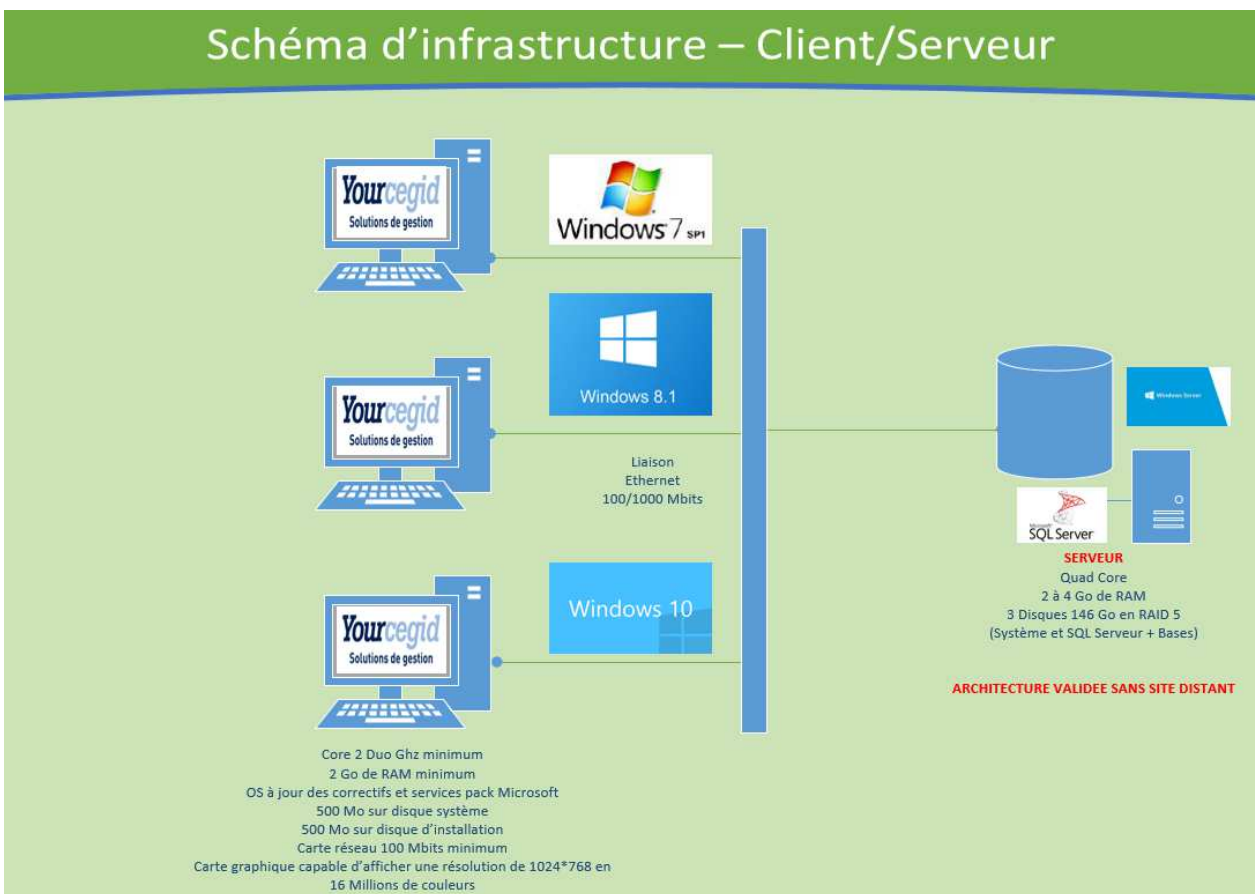 Schéma d'infrastructure – Client/Serveur
Yourcegid
Solutions de gestion
Windows 7 SP1
Yourcegid
Solutions de gestion
Windows 8.1
Liaison
Ethernet
100/1000 Mbits
Yourcegid
Solutions de gestion
Windows 10
Windows Server
Microsoft
SQL Server
SERVEUR
Quad Core
2 à 4 Go de RAM
3 Disques 146 Go en RAID 5
(Système et SQL Serveur + Bases)
ARCHITECTURE VALIDEE SANS SITE DISTANT
Core 2 Duo Ghz minimum
2 Go de RAM minimum
OS à jour des correctifs et services pack Microsoft
500 Mo sur disque système
500 Mo sur disque d'installation
Carte réseau 100 Mbits minimum
Carte graphique capable d'afficher une résolution de 1024*768 en
16 Millions de couleurs